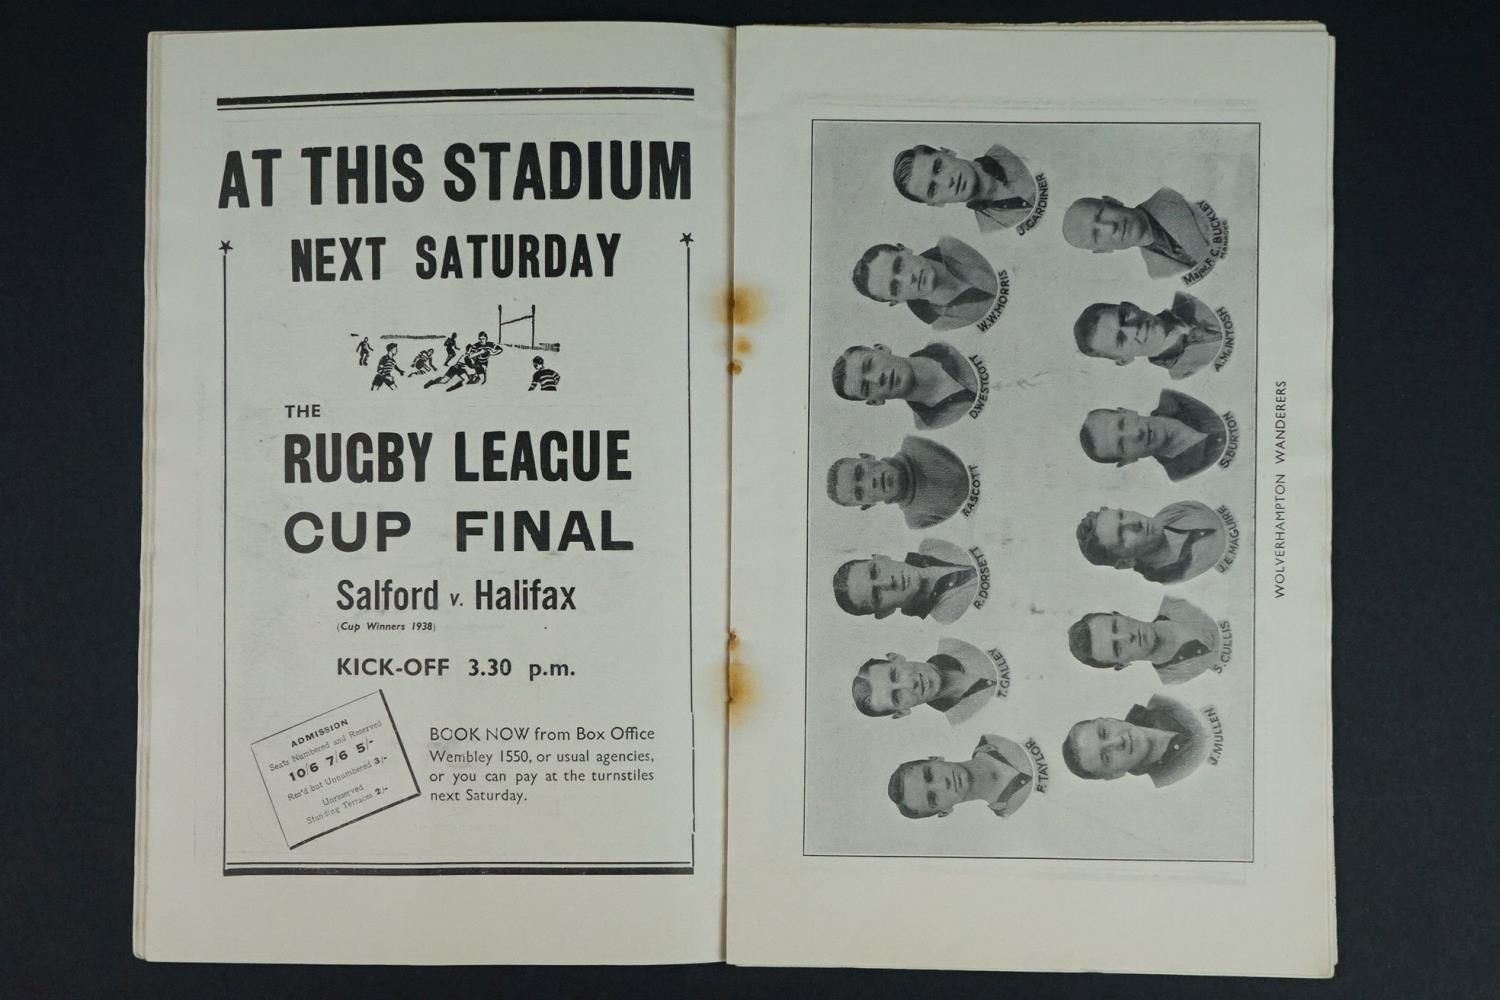 AT THIS STADIUM
NEXT SATURDAY
THE
RUGBY LEAGUE
CUP FINAL
Salford v. Halifax
(Cup Winners 1938)
KICK-OFF 3.30 p.m.
ADMISSION
Seats Numbered and Reserved
10/6 7/6 5/-
Res'd but Unnumbered 3/-
Unreserved
Standing Terraces 2/-
BOOK NOW from Box Office
Wembley 1550, or usual agencies,
or you can pay at the turnstiles
next Saturday.
J. GARDINER
W.W. MORRIS
D. WESTCOTT
R.A. SCOTT
R. DORSETT
T. GALLEY
F. TAYLOR
Major F. C. BUCKLEY
MANAGER
A. McINTOSH
S. BURTON
J. E. MAGUIRE
S. CULLIS
J. MULLEN
WOLVERHAMPTON WANDERERS